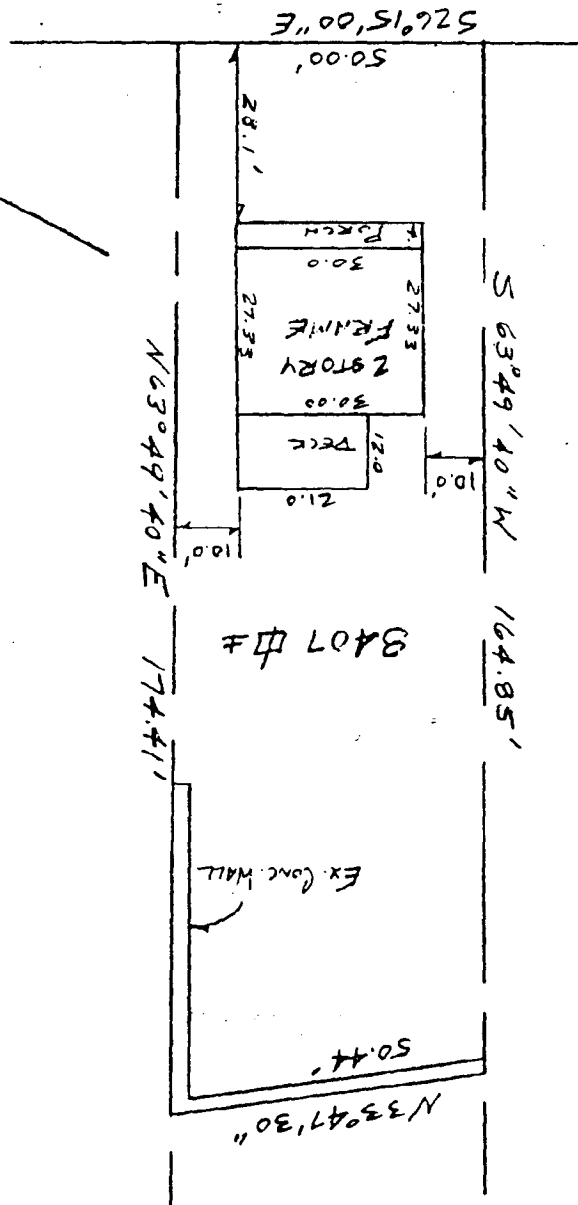 N33°47'30"
50.44'
Ex. Conc. WALL
8407 ⏍±
S 63°49'40" W 164.85'
N63°49'40"E 174.41'
10.0'
10.0'
21.0
12.0
DECK
30.00
2 STORY
FRAME
27.33
27.33
30.0
PORCH
28.1'
50.00'
S26°15'00"E